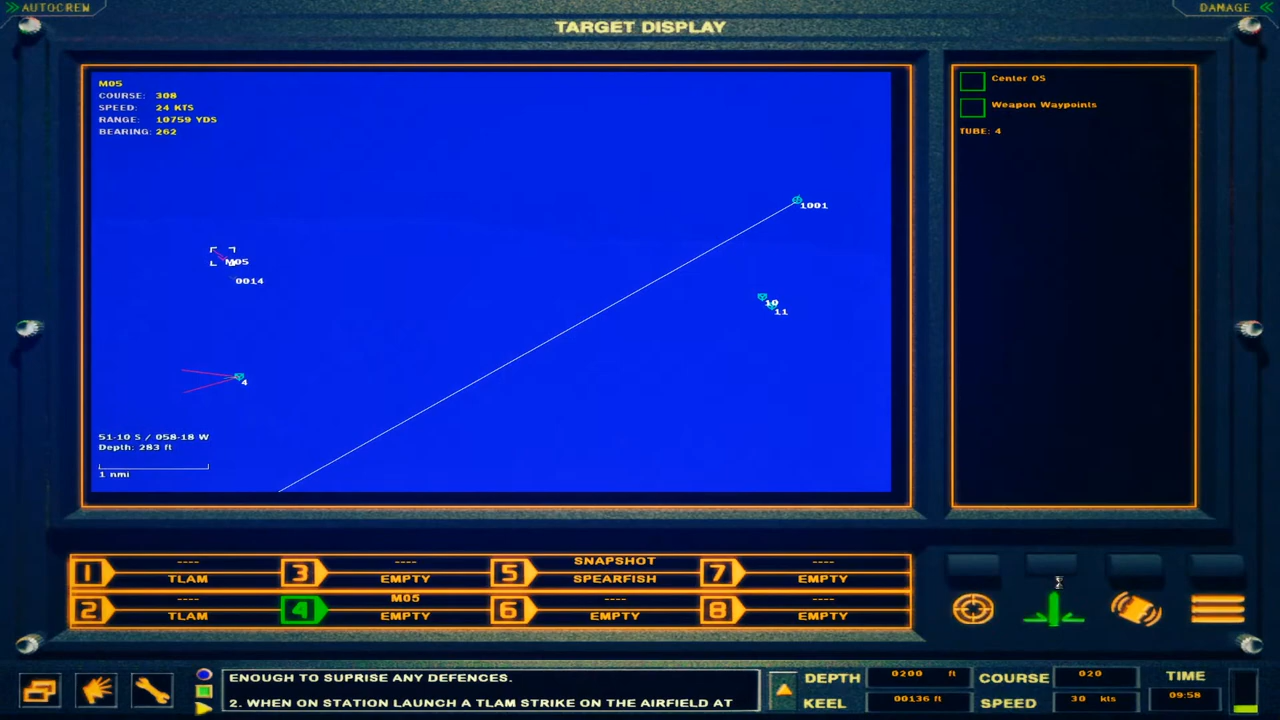 AUTOCREW
DAMAGE
TARGET DISPLAY
M05
COURSE: 308
SPEED: 24 KTS
RANGE: 10759 YDS
BEARING: 262
1001
M05
0014
10
11
4
51-10 S / 058-18 W
Depth: 283 ft
1 nmi
Center OS
Weapon Waypoints
TUBE: 4
1 ---- TLAM
3 ---- EMPTY
5 SNAPSHOT SPEARFISH
7 ---- EMPTY
2 ---- TLAM
4 M05 EMPTY
6 ---- EMPTY
8 ---- EMPTY
ENOUGH TO SUPRISE ANY DEFENCES.
2. WHEN ON STATION LAUNCH A TLAM STRIKE ON THE AIRFIELD AT
DEPTH 0200 ft
KEEL 00136 ft
COURSE 020
SPEED 30 kts
TIME
09:58